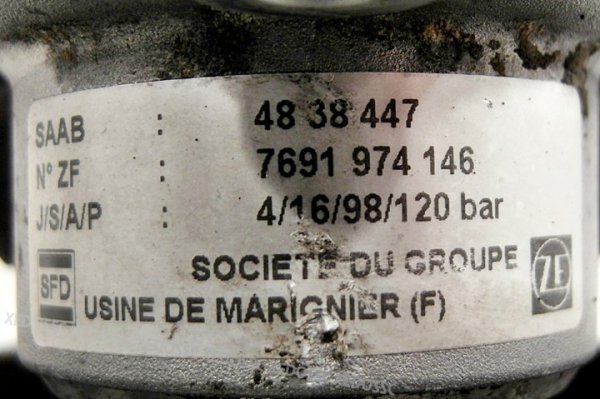 SAAB : 48 38 447
N° ZF : 7691 974 146
J/S/A/P : 4/16/98/120 bar
SOCIETE DU GROUPE ZF
SFD USINE DE MARIGNIER (F)